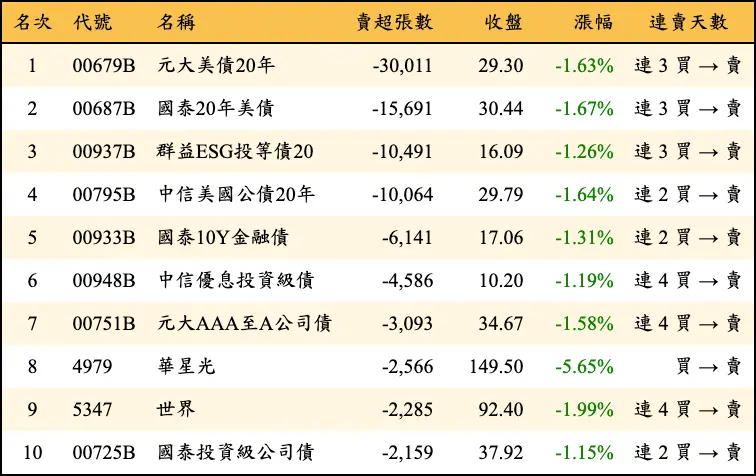 名次 代號 名稱 賣超張數 收盤 漲幅 連賣天數
1 00679B 元大美債20年 -30,011 29.30 -1.63% 連 3 買 → 賣
2 00687B 國泰20年美債 -15,691 30.44 -1.67% 連 3 買 → 賣
3 00937B 群益ESG投等債20 -10,491 16.09 -1.26% 連 3 買 → 賣
4 00795B 中信美國公債20年 -10,064 29.79 -1.64% 連 2 買 → 賣
5 00933B 國泰10Y金融債 -6,141 17.06 -1.31% 連 2 買 → 賣
6 00948B 中信優息投資級債 -4,586 10.20 -1.19% 連 4 買 → 賣
7 00751B 元大AAA至A公司債 -3,093 34.67 -1.58% 連 4 買 → 賣
8 4979 華星光 -2,566 149.50 -5.65% 買 → 賣
9 5347 世界 -2,285 92.40 -1.99% 連 4 買 → 賣
10 00725B 國泰投資級公司債 -2,159 37.92 -1.15% 連 2 買 → 賣